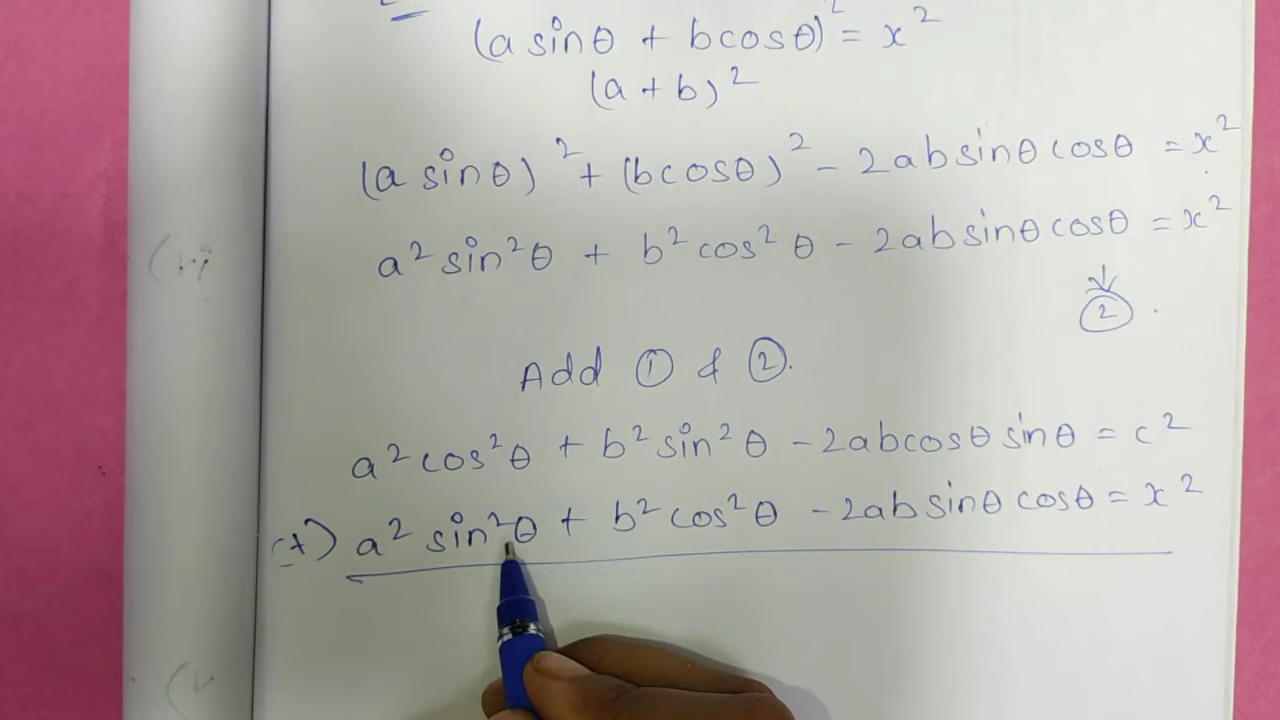 (a sinθ + b cosθ)² = x²
(a + b)²
(a sinθ)² + (b cosθ)² - 2ab sinθ cosθ = x²
a² sin²θ + b² cos²θ - 2ab sinθ cosθ = x²
②.
Add ① & ②.
a² cos²θ + b² sin²θ - 2ab cosθ sinθ = c²
(+) a² sin²θ + b² cos²θ - 2ab sinθ cosθ = x²